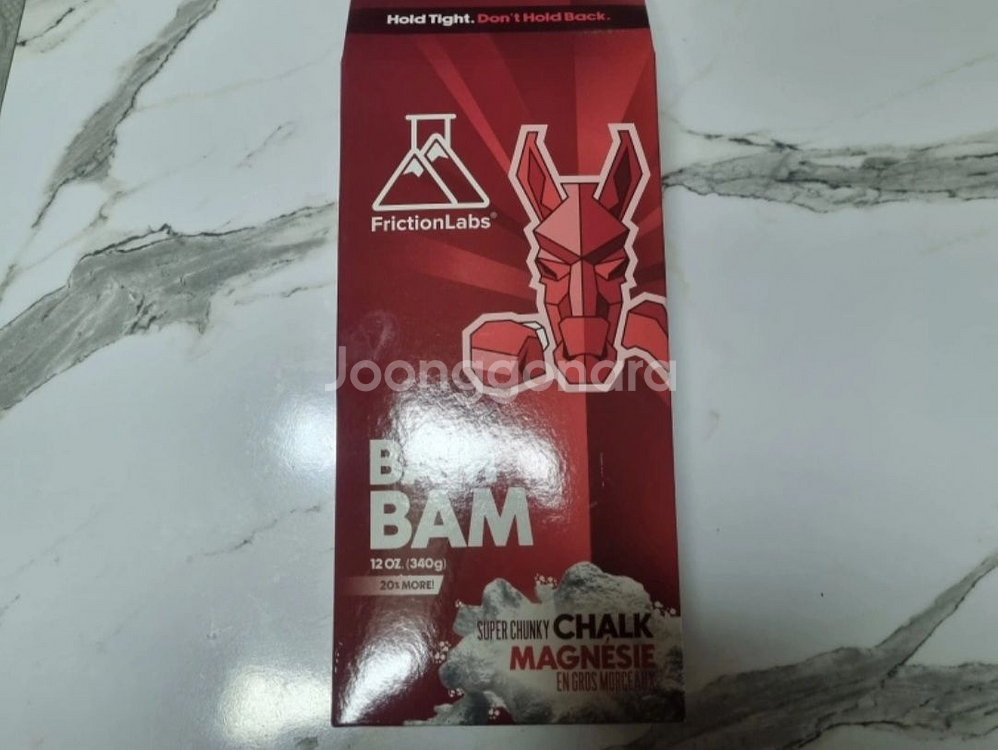 Hold Tight. Don't Hold Back.
FrictionLabs®
Joonggonara
BAM
BAM
12 OZ. (340g)
20% MORE!
SUPER CHUNKY CHALK
MAGNÉSIE
EN GROS MORCEAUX